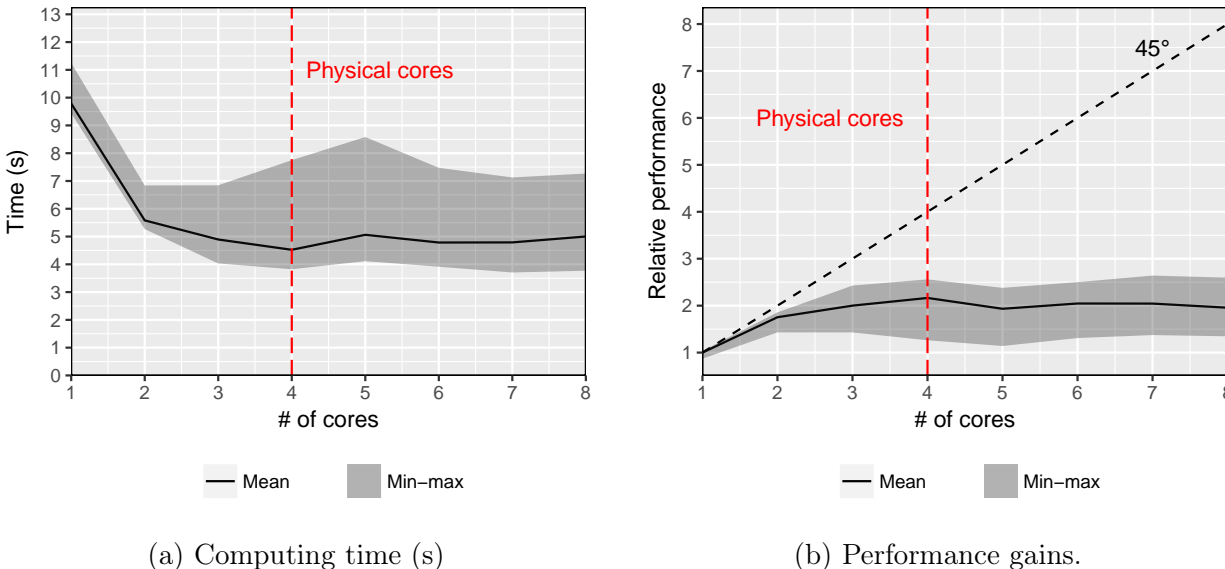 13
12
11
10
9
8
7
6
5
4
3
2
1
0
Time (s)
Physical cores
1 2 3 4 5 6 7 8
# of cores
Mean Min−max
(a) Computing time (s)
8
7
6
5
4
3
2
1
Relative performance
45°
Physical cores
1 2 3 4 5 6 7 8
# of cores
Mean Min−max
(b) Performance gains.